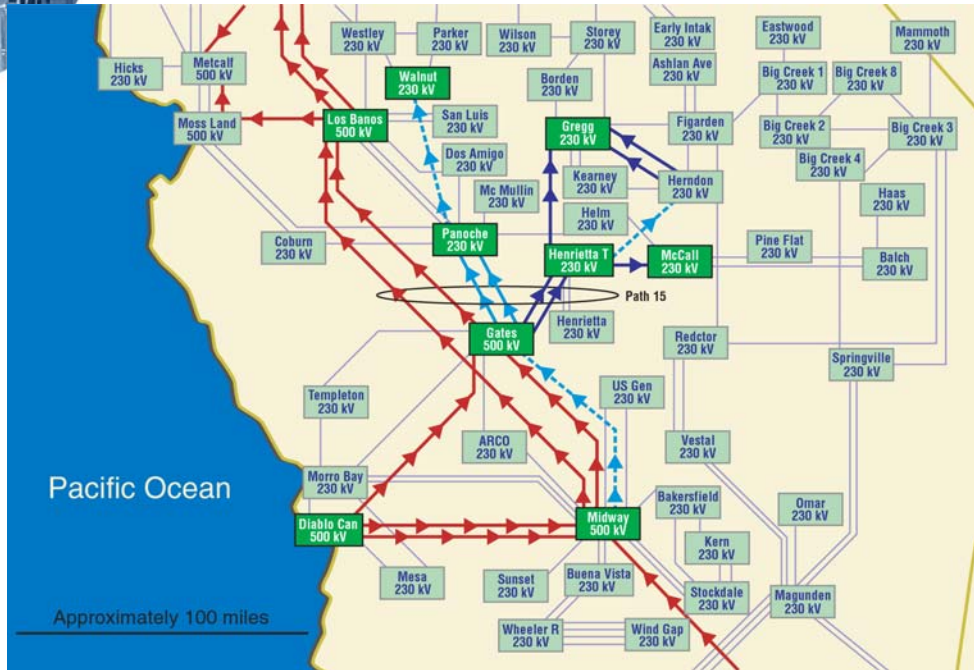 Westley
230 kV
Parker
230 kV
Wilson
230 kV
Storey
230 kV
Early Intak
230 kV
Eastwood
230 kV
Mammoth
230 kV
Hicks
230 kV
Metcalf
500 kV
Walnut
230 kV
Borden
230 kV
Ashlan Ave
230 kV
Big Creek 1
230 kV
Big Creek 8
230 kV
Moss Land
500 kV
Los Banos
500 kV
San Luis
230 kV
Gregg
230 kV
Figarden
230 kV
Big Creek 2
230 kV
Big Creek 3
230 kV
Dos Amigo
230 kV
Big Creek 4
230 kV
Kearney
230 kV
Herndon
230 kV
Mc Mullin
230 kV
Haas
230 kV
Helm
230 kV
Coburn
230 kV
Panoche
230 kV
Henrietta T
230 kV
McCall
230 kV
Pine Flat
230 kV
Balch
230 kV
Path 15
Henrietta
230 kV
Gates
500 kV
Redctor
230 kV
Springville
230 kV
Templeton
230 kV
US Gen
230 kV
ARCO
230 kV
Vestal
230 kV
Pacific Ocean
Morro Bay
230 kV
Diablo Can
500 kV
Midway
500 kV
Bakersfield
230 kV
Omar
230 kV
Kern
230 kV
Mesa
230 kV
Sunset
230 kV
Buena Vista
230 kV
Stockdale
230 kV
Magunden
230 kV
Approximately 100 miles
Wheeler R
230 kV
Wind Gap
230 kV